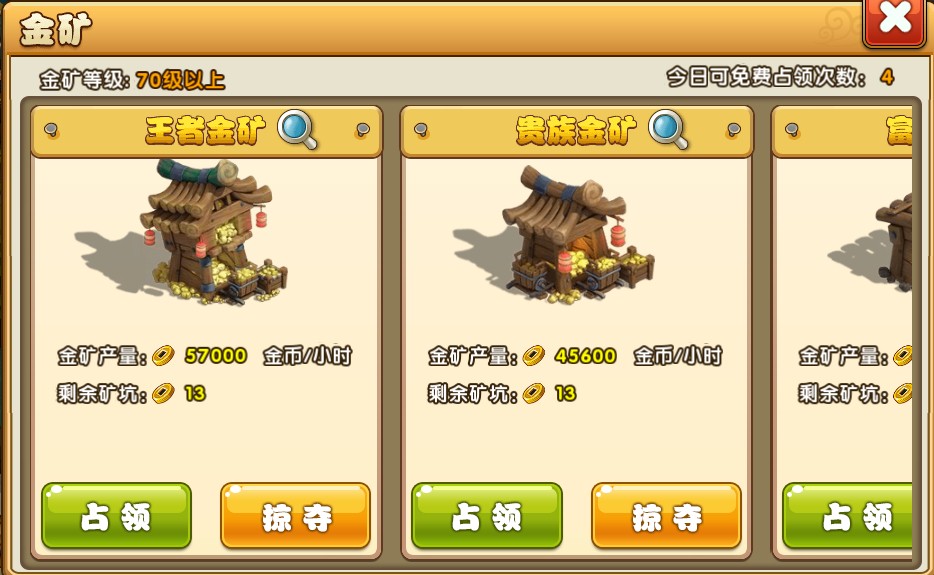 金矿
金矿等级: 70级以上
今日可免费占领次数: 4
王者金矿
金矿产量: 57000 金币/小时
剩余矿坑: 13
占领
掠夺
贵族金矿
金矿产量: 45600 金币/小时
剩余矿坑: 13
占领
掠夺
富
金矿产量:
剩余矿坑:
占领